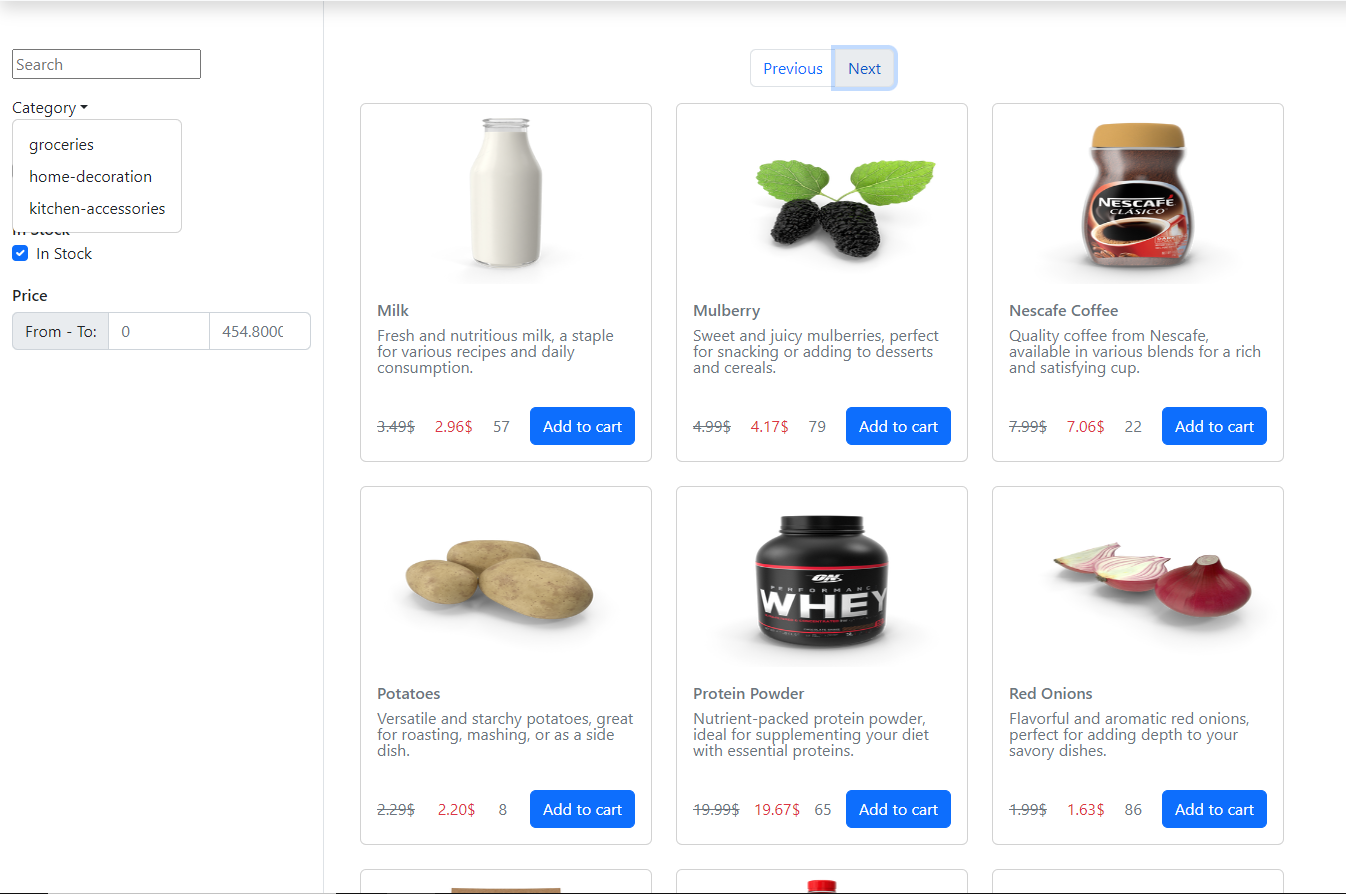 Search
Category
groceries
home-decoration
kitchen-accessories
In Stock
In Stock
Price
From - To:
0
454.800
Previous
Next
NESCAFÉ
CLÁSICO
Milk
Fresh and nutritious milk, a staple
for various recipes and daily
consumption.
3.49$ 2.96$ 57 Add to cart
Mulberry
Sweet and juicy mulberries, perfect
for snacking or adding to desserts
and cereals.
4.99$ 4.17$ 79 Add to cart
Nescafe Coffee
Quality coffee from Nescafe,
available in various blends for a rich
and satisfying cup.
7.99$ 7.06$ 22 Add to cart
ON
PERFORMANC
WHEY
Potatoes
Versatile and starchy potatoes, great
for roasting, mashing, or as a side
dish.
2.29$ 2.20$ 8 Add to cart
Protein Powder
Nutrient-packed protein powder,
ideal for supplementing your diet
with essential proteins.
19.99$ 19.67$ 65 Add to cart
Red Onions
Flavorful and aromatic red onions,
perfect for adding depth to your
savory dishes.
1.99$ 1.63$ 86 Add to cart